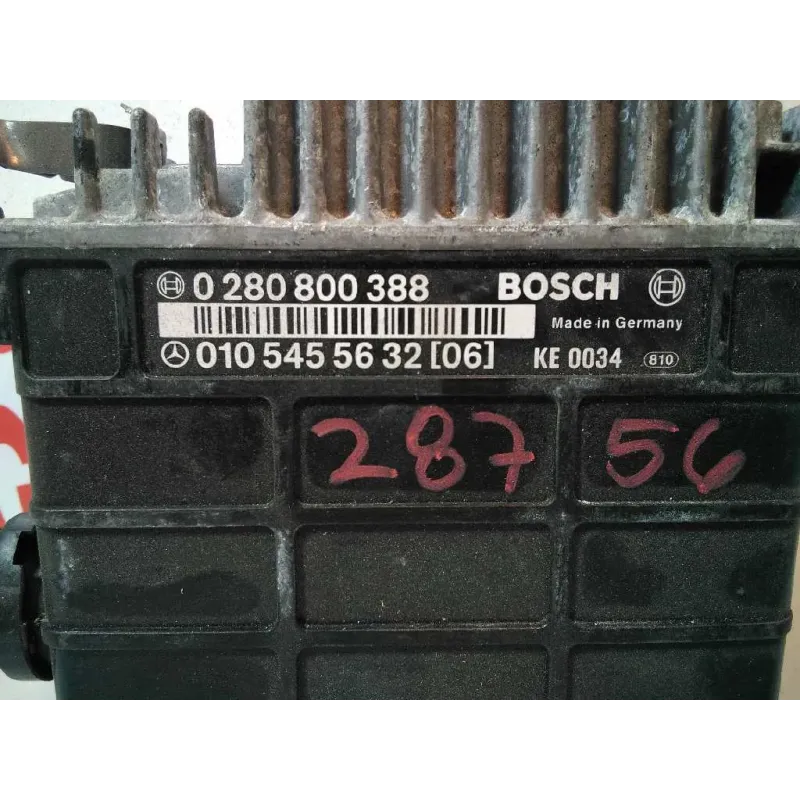 0 280 800 388 BOSCH
Made in Germany
010 545 56 32 [06] KE 0034 810
287 56